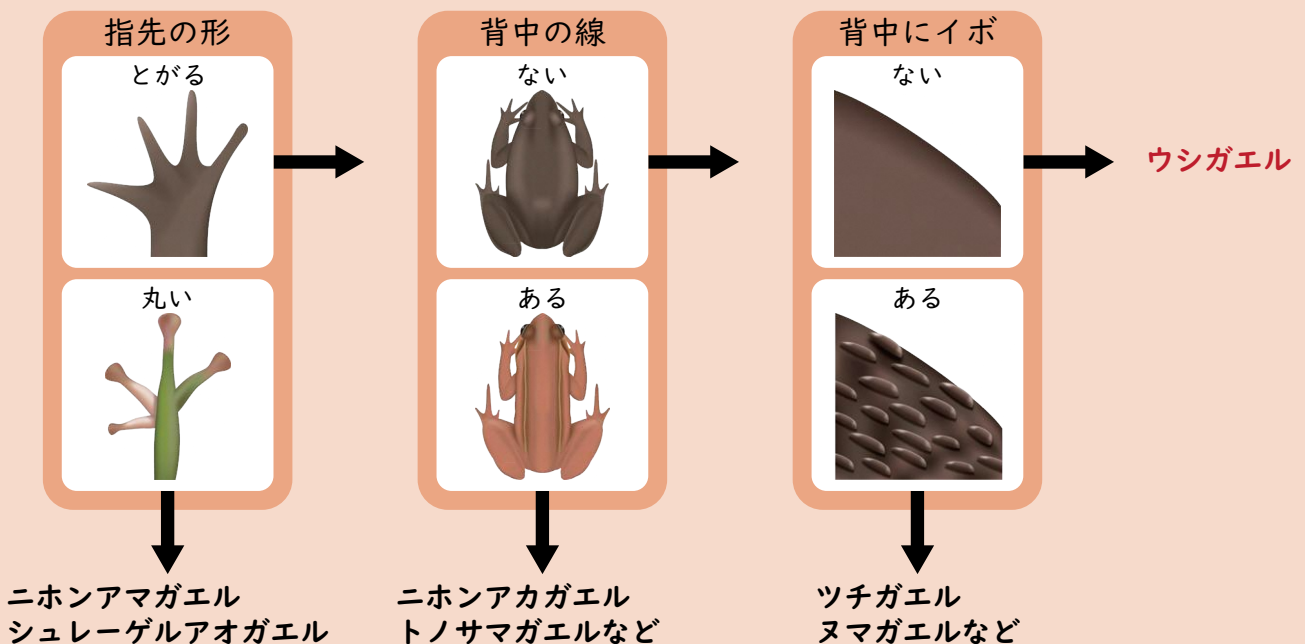 指先の形
とがる
丸い
ニホンアマガエル
シュレーゲルアオガエル
背中の線
ない
ある
ニホンアカガエル
トノサマガエルなど
背中にイボ
ない
ある
ツチガエル
ヌマガエルなど
ウシガエル